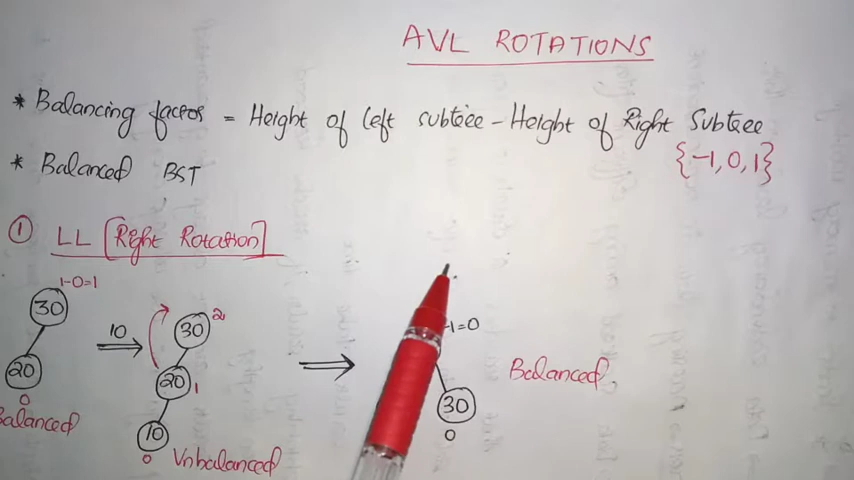 AVL ROTATIONS
* Balancing factor = Height of left subtree - Height of Right Subtree
{-1, 0, 1}
* Balanced BST
① LL [Right Rotation]
1-0=1
30
20
0
Balanced
10
30 2
20 1
10
0
Unbalanced
-1=0
30
0
Balanced.